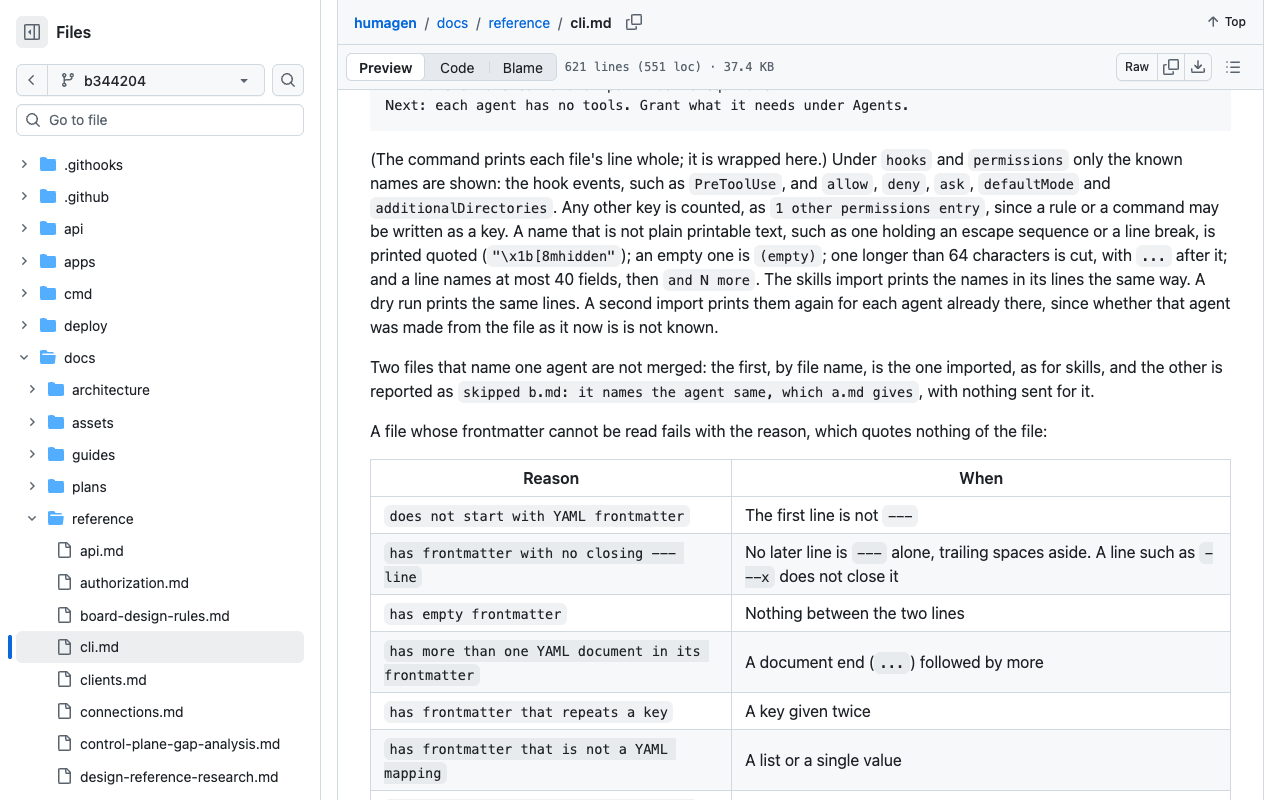 Files
b344204
Go to file
.githooks
.github
api
apps
cmd
deploy
docs
architecture
assets
guides
plans
reference
api.md
authorization.md
board-design-rules.md
cli.md
clients.md
connections.md
control-plane-gap-analysis.md
design-reference-research.md
humagen / docs / reference / cli.md
Top
Preview Code Blame 621 lines (551 loc) · 37.4 KB
Raw
Next: each agent has no tools. Grant what it needs under Agents.
(The command prints each file's line whole; it is wrapped here.) Under hooks and permissions only the known
names are shown: the hook events, such as PreToolUse, and allow, deny, ask, defaultMode and
additionalDirectories. Any other key is counted, as 1 other permissions entry, since a rule or a command may
be written as a key. A name that is not plain printable text, such as one holding an escape sequence or a line break, is
printed quoted ("\x1b[8mhidden"); an empty one is (empty); one longer than 64 characters is cut, with ... after it;
and a line names at most 40 fields, then and N more. The skills import prints the names in its lines the same way. A
dry run prints the same lines. A second import prints them again for each agent already there, since whether that agent
was made from the file as it now is is not known.
Two files that name one agent are not merged: the first, by file name, is the one imported, as for skills, and the other is
reported as skipped b.md: it names the agent same, which a.md gives, with nothing sent for it.
A file whose frontmatter cannot be read fails with the reason, which quotes nothing of the file:
Reason When
does not start with YAML frontmatter The first line is not ---
has frontmatter with no closing --- No later line is --- alone, trailing spaces aside. A line such as -
line --x does not close it
has empty frontmatter Nothing between the two lines
has more than one YAML document in its
frontmatter
A document end (...) followed by more
has frontmatter that repeats a key A key given twice
has frontmatter that is not a YAML
mapping
A list or a single value